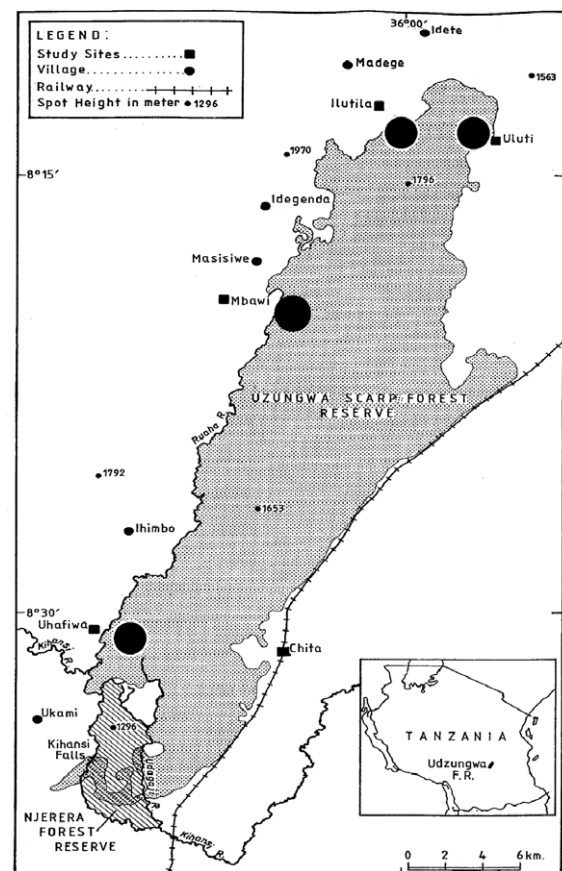 LEGEND:
Study Sites
Village
Railway
Spot Height in meter 1296
36°00'
Idete
Madege
1563
Ilutila
Uluti
1970
8°15'
1796
Idegenda
Masisiwe
Mbawi
UZUNGWA SCARP FOREST
RESERVE
Ruaha R.
1792
1653
Ihimbo
8°30'
Uhafiwa
Kihansi R.
Chita
Ukami
1296
Kihansi
Falls
TANZANIA
Udzungwa
F.R.
NJERERA
FOREST
RESERVE
Kihansi R.
0 2 4 6 km.